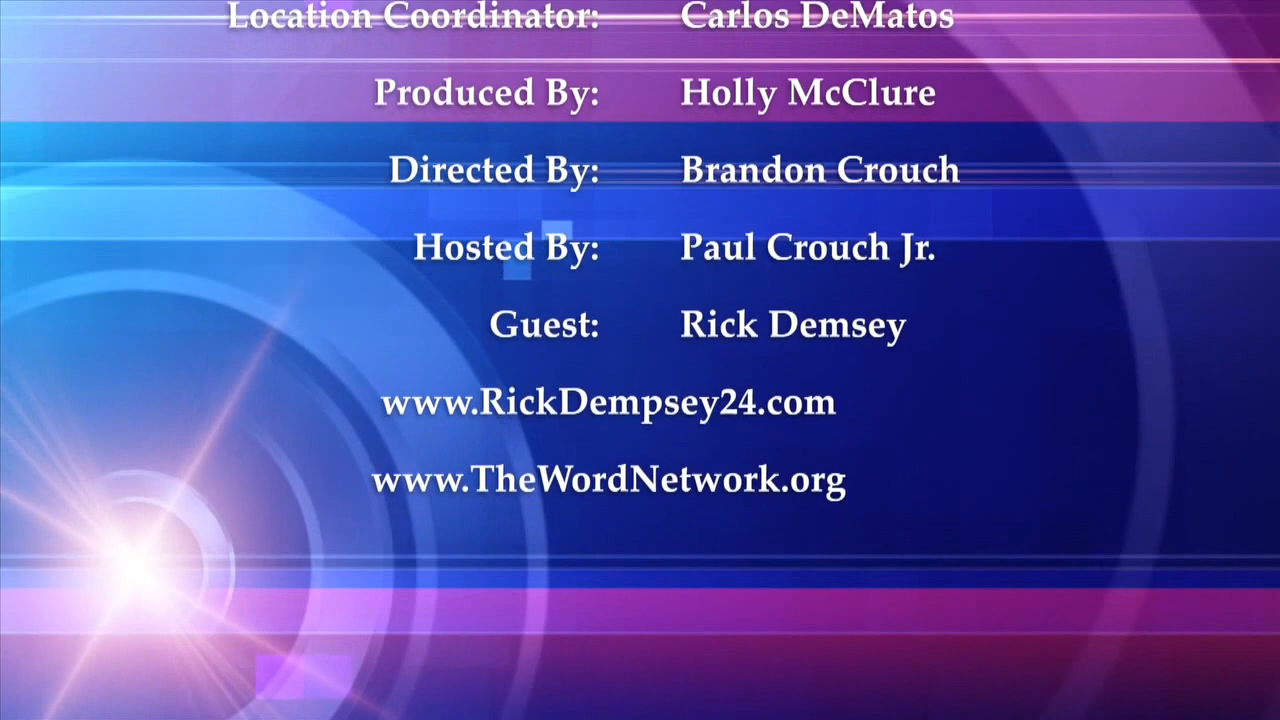 Location Coordinator: Carlos DeMatos
Produced By: Holly McClure
Directed By: Brandon Crouch
Hosted By: Paul Crouch Jr.
Guest: Rick Demsey
www.RickDempsey24.com
www.TheWordNetwork.org